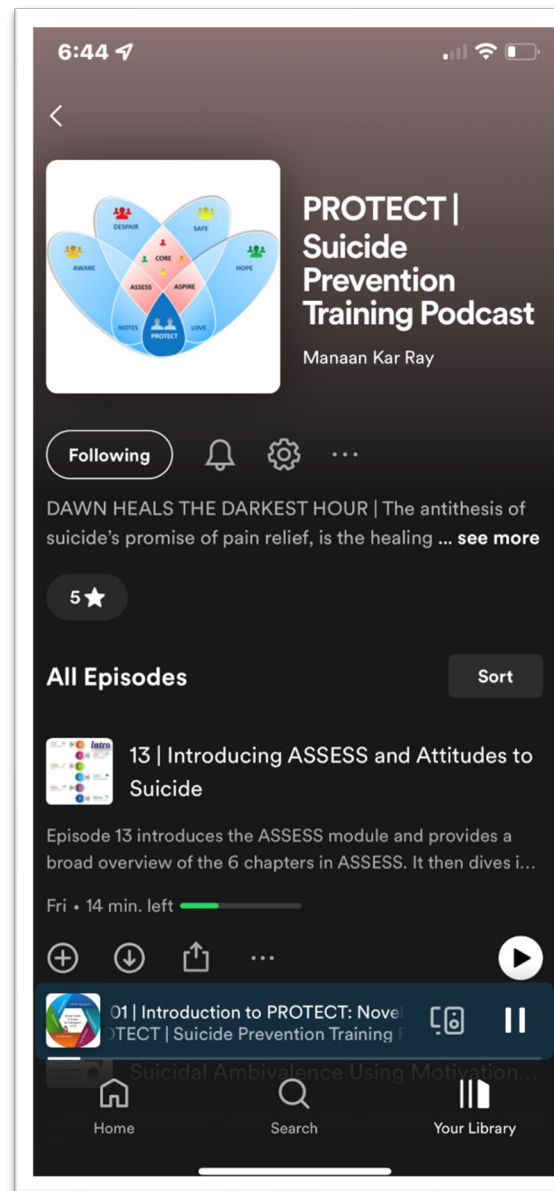 6:44
DESPAIR
SAFE
AWARE
CORE
HOPE
ASSESS
ASPIRE
NOTES
LOVE
PROTECT
PROTECT |
Suicide
Prevention
Training Podcast
Manaan Kar Ray
Following
DAWN HEALS THE DARKEST HOUR | The antithesis of
suicide’s promise of pain relief, is the healing ... see more
5
All Episodes
Sort
Intro
13 | Introducing ASSESS and Attitudes to
Suicide
Episode 13 introduces the ASSESS module and provides a
broad overview of the 6 chapters in ASSESS. It then dives i...
Fri • 14 min. left
01 | Introduction to PROTECT: Nove
OTECT | Suicide Prevention Training
Suicidal Ambivalence Using Motivation...
Home
Search
Your Library